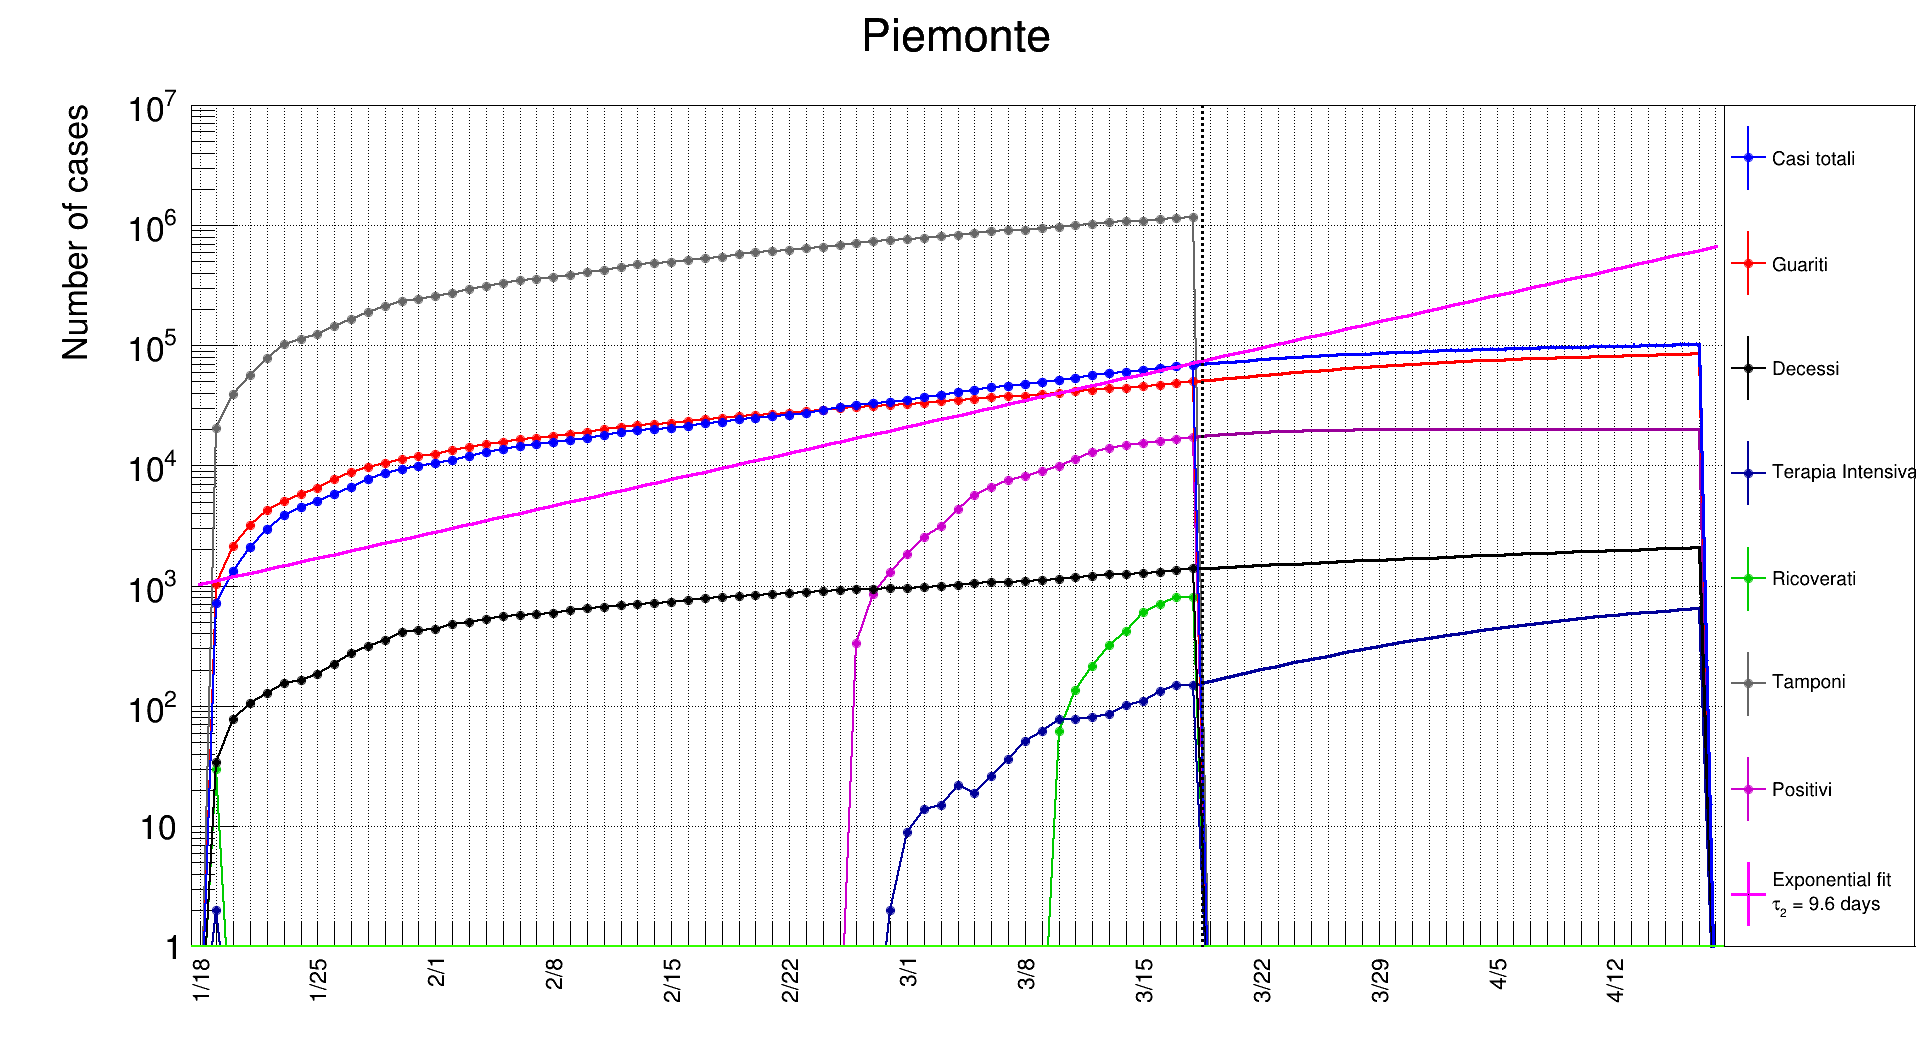 Piemonte
Number of cases
10^7
10^6
10^5
10^4
10^3
10^2
10
1
1/18
1/25
2/1
2/8
2/15
2/22
3/1
3/8
3/15
3/22
3/29
4/5
4/12
Casi totali
Guariti
Decessi
Terapia Intensiva
Ricoverati
Tamponi
Positivi
Exponential fit
τ_2 = 9.6 days